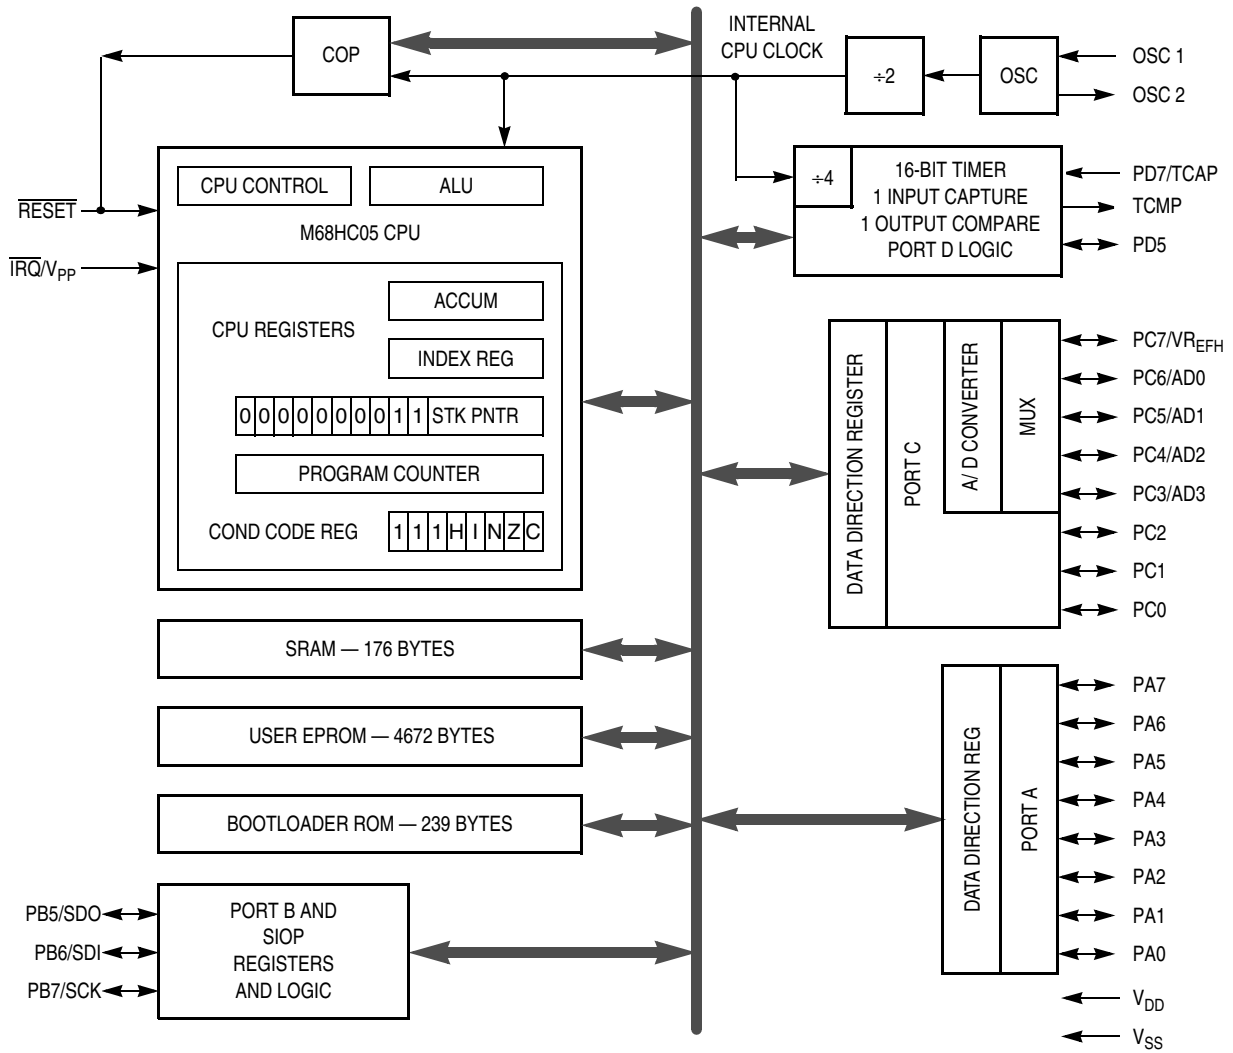 INTERNAL
CPU CLOCK
COP
÷2
OSC
OSC 1
OSC 2
CPU CONTROL
ALU
M68HC05 CPU
RESET
IRQ/VPP
÷4
16-BIT TIMER
1 INPUT CAPTURE
1 OUTPUT COMPARE
PORT D LOGIC
PD7/TCAP
TCMP
PD5
CPU REGISTERS
ACCUM
INDEX REG
0 0 0 0 0 0 0 0 1 1 STK PNTR
PROGRAM COUNTER
COND CODE REG
1 1 1 H I N Z C
DATA DIRECTION REGISTER
PORT C
A/ D CONVERTER
MUX
PC7/VREFH
PC6/AD0
PC5/AD1
PC4/AD2
PC3/AD3
PC2
PC1
PC0
SRAM — 176 BYTES
USER EPROM — 4672 BYTES
BOOTLOADER ROM — 239 BYTES
DATA DIRECTION REG
PORT A
PA7
PA6
PA5
PA4
PA3
PA2
PA1
PA0
PB5/SDO
PB6/SDI
PB7/SCK
PORT B AND
SIOP
REGISTERS
AND LOGIC
VDD
VSS